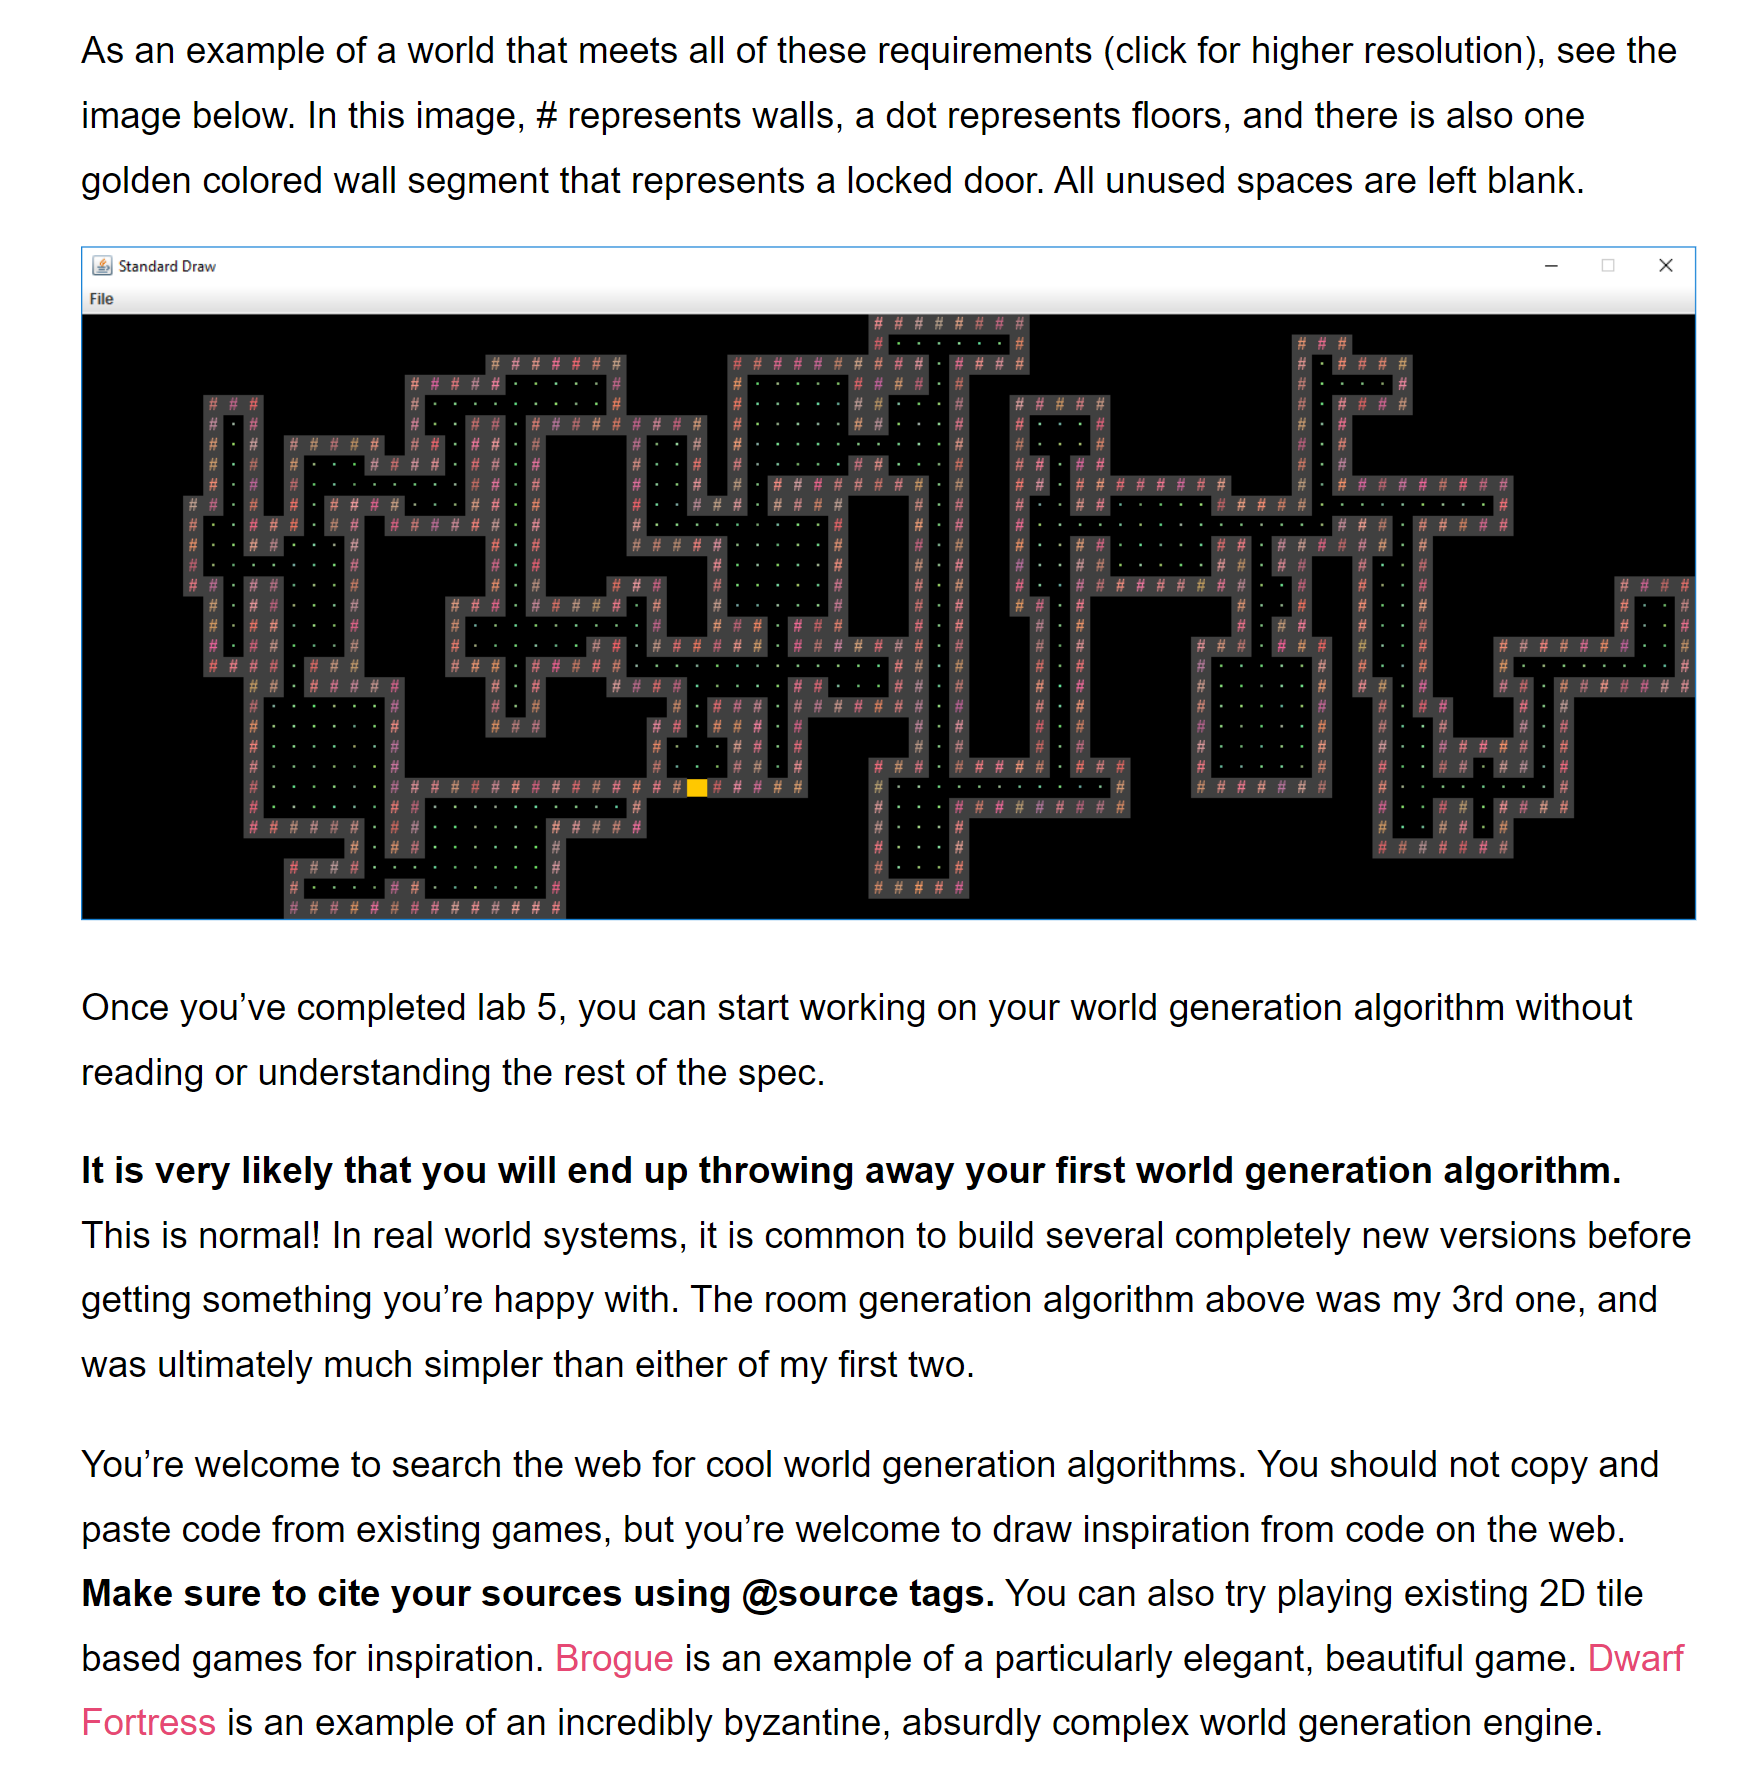 As an example of a world that meets all of these requirements (click for higher resolution), see the
image below. In this image, # represents walls, a dot represents floors, and there is also one
golden colored wall segment that represents a locked door. All unused spaces are left blank.
Standard Draw
File
Once you’ve completed lab 5, you can start working on your world generation algorithm without
reading or understanding the rest of the spec.
It is very likely that you will end up throwing away your first world generation algorithm.
This is normal! In real world systems, it is common to build several completely new versions before
getting something you’re happy with. The room generation algorithm above was my 3rd one, and
was ultimately much simpler than either of my first two.
You’re welcome to search the web for cool world generation algorithms. You should not copy and
paste code from existing games, but you’re welcome to draw inspiration from code on the web.
Make sure to cite your sources using @source tags. You can also try playing existing 2D tile
based games for inspiration. Brogue is an example of a particularly elegant, beautiful game. Dwarf
Fortress is an example of an incredibly byzantine, absurdly complex world generation engine.